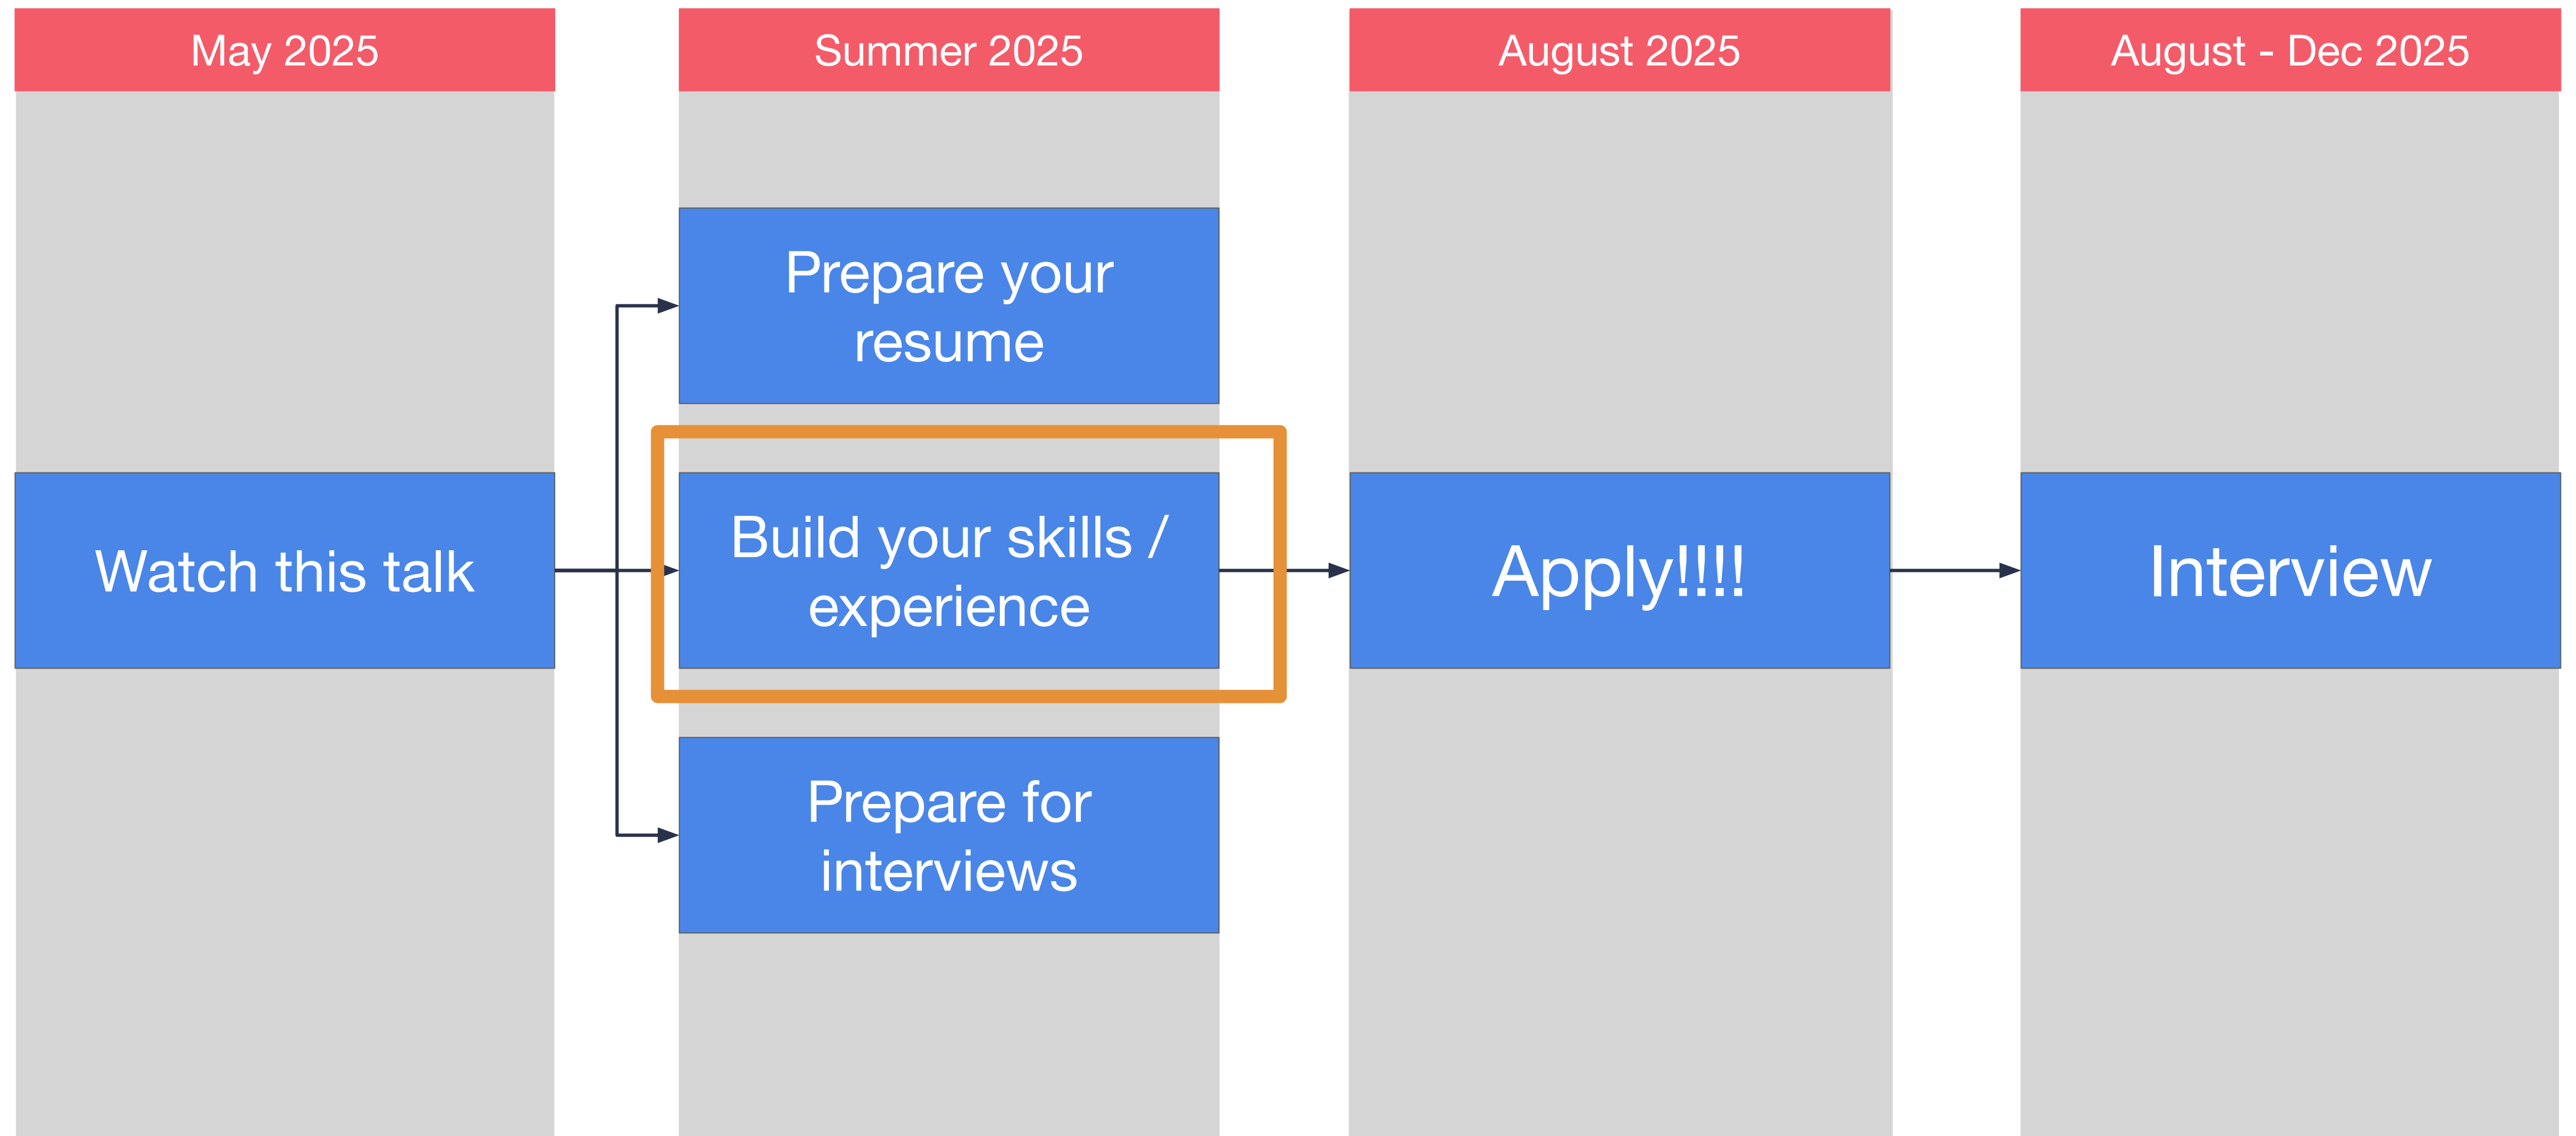 May 2025
Summer 2025
August 2025
August - Dec 2025
Prepare your
resume
Watch this talk
Build your skills /
experience
Apply!!!!
Interview
Prepare for
interviews